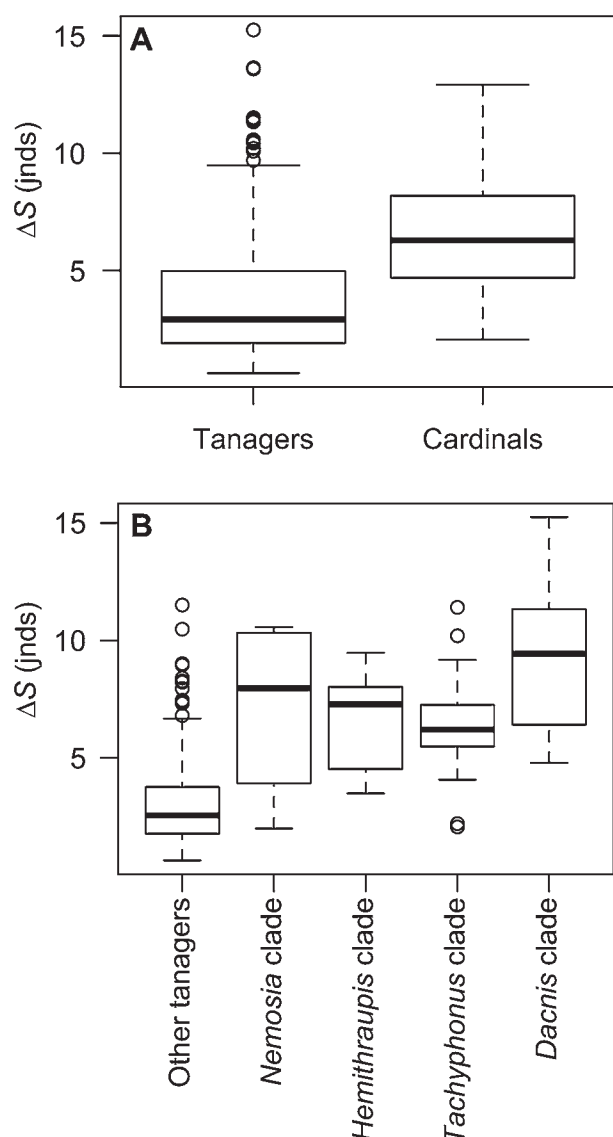 A
15
10
5
ΔS (jnds)
Tanagers
Cardinals
B
15
10
5
ΔS (jnds)
Other tanagers
Nemosia clade
Hemithraupis clade
Tachyphonus clade
Dacnis clade